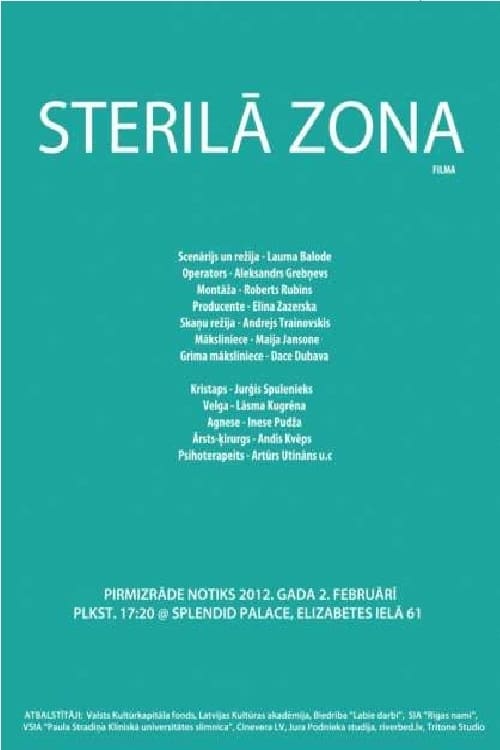 STERILĀ ZONA
FILMA
Scenārijs un režija - Lauma Balode
Operators - Aleksandrs Grebņevs
Montāža - Roberts Rubins
Producente - Elīna Zazerska
Skaņu režija - Andrejs Trainovskis
Māksliniece - Maija Jansone
Grima māksliniece - Dace Dubava
Kristaps - Jurģis Spulenieks
Velga - Lāsma Kugrēna
Agnese - Inese Pudža
Ārsts-ķirurgs - Andis Kvēps
Psihoterapeits - Artūrs Utināns u.c
PIRMIZRĀDE NOTIKS 2012. GADA 2. FEBRUĀRĪ
PLKST. 17:20 @ SPLENDID PALACE, ELIZABETES IELĀ 61
ATBALSTĪTĀJI: Valsts Kultūrkapitāla fonds, Latvijas Kultūras akadēmija, Biedrība "Labie darbi", SIA "Rīgas nami",
VSIA "Paula Stradiņa Klīniskā universitātes slimnīca", Cinevera LV, Jura Podnieka studija, riverbed.lv, Tritone Studio